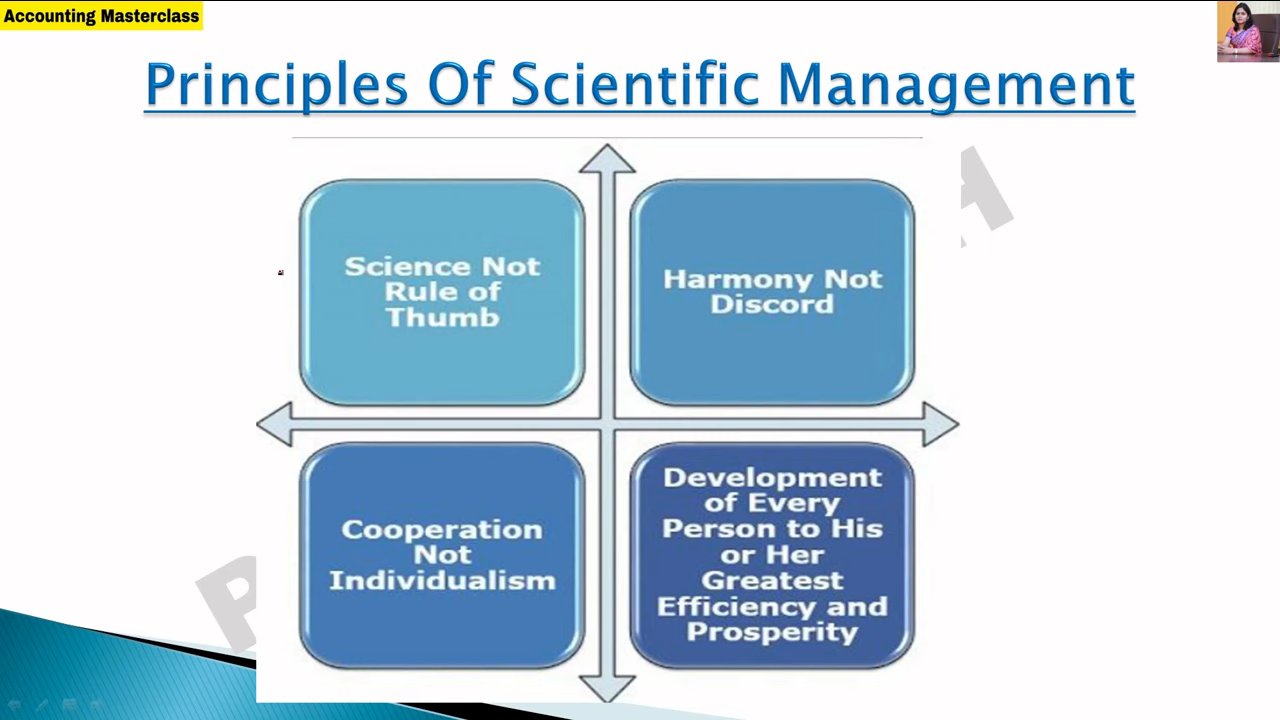 Accounting Masterclass
Principles Of Scientific Management
Science Not
Rule of
Thumb
Harmony Not
Discord
Cooperation
Not
Individualism
Development
of Every
Person to His
or Her
Greatest
Efficiency and
Prosperity